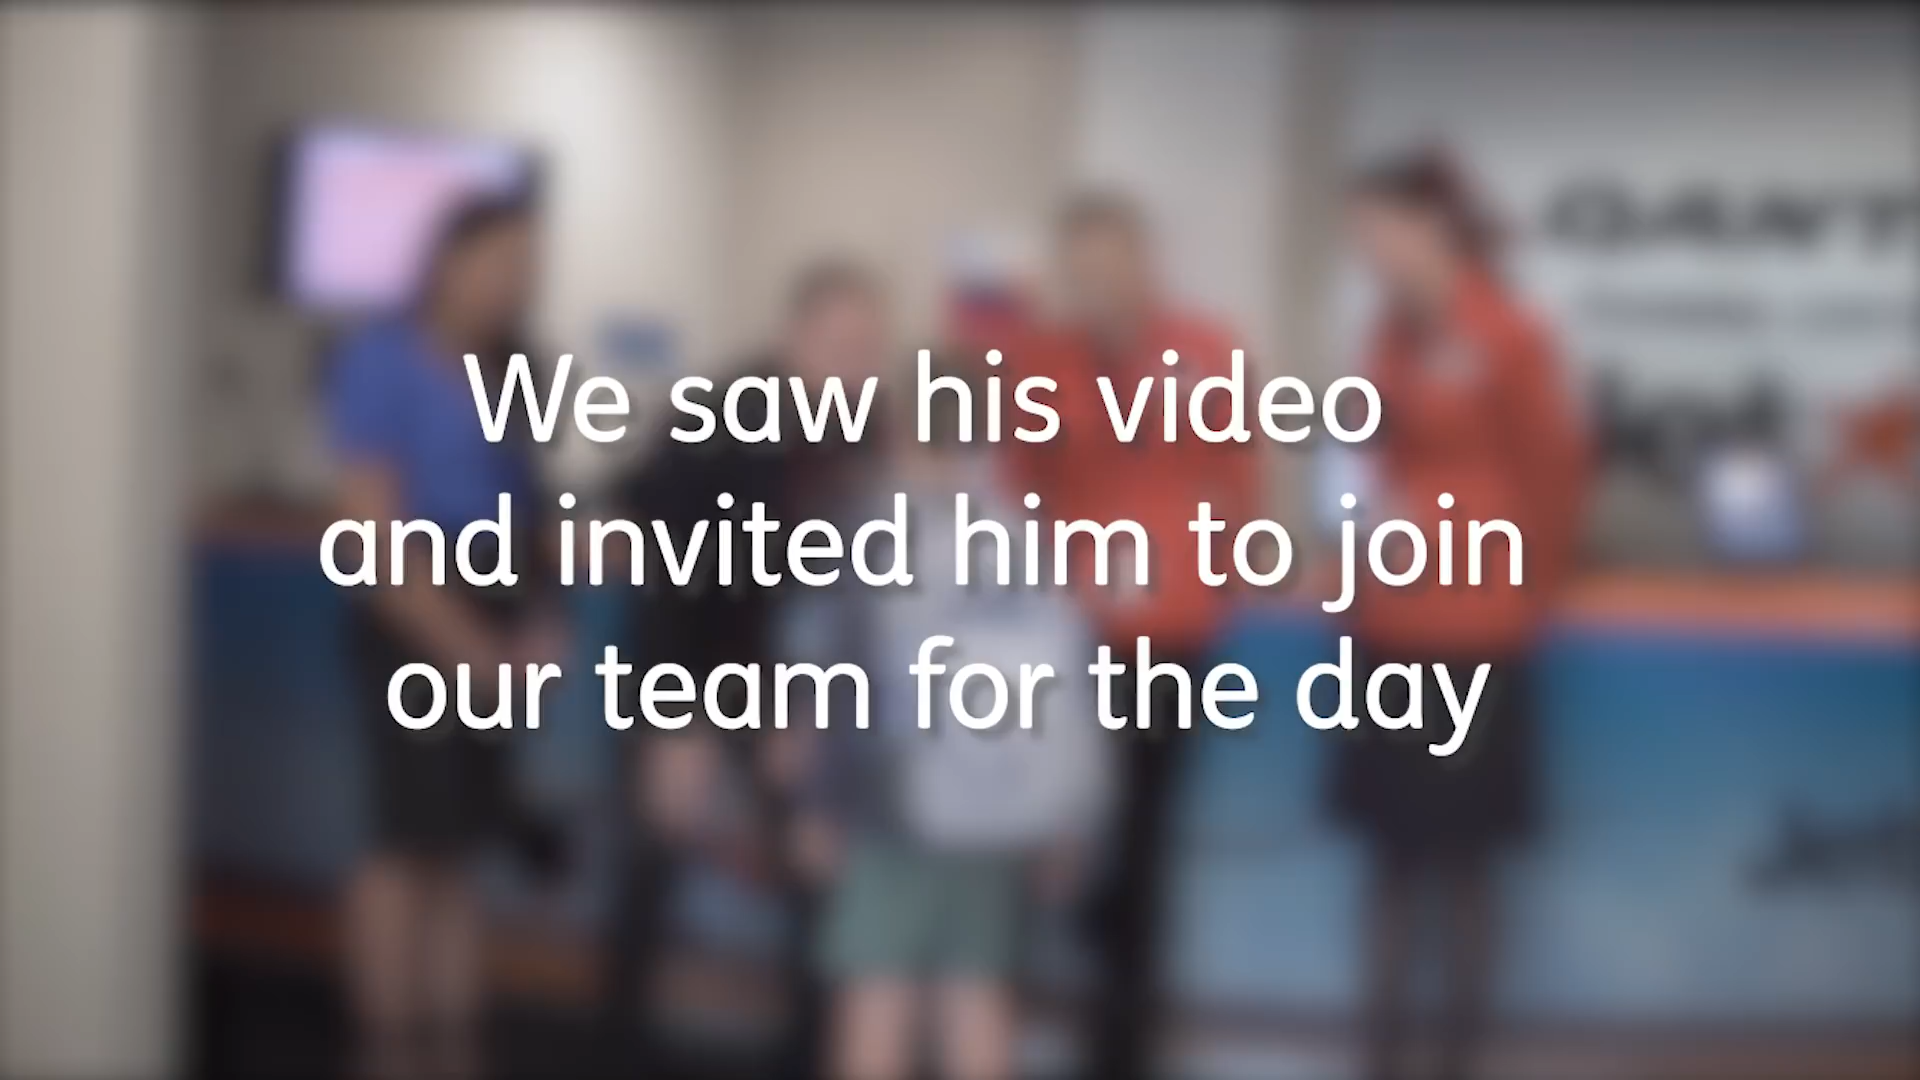 We saw his video
and invited him to join
our team for the day